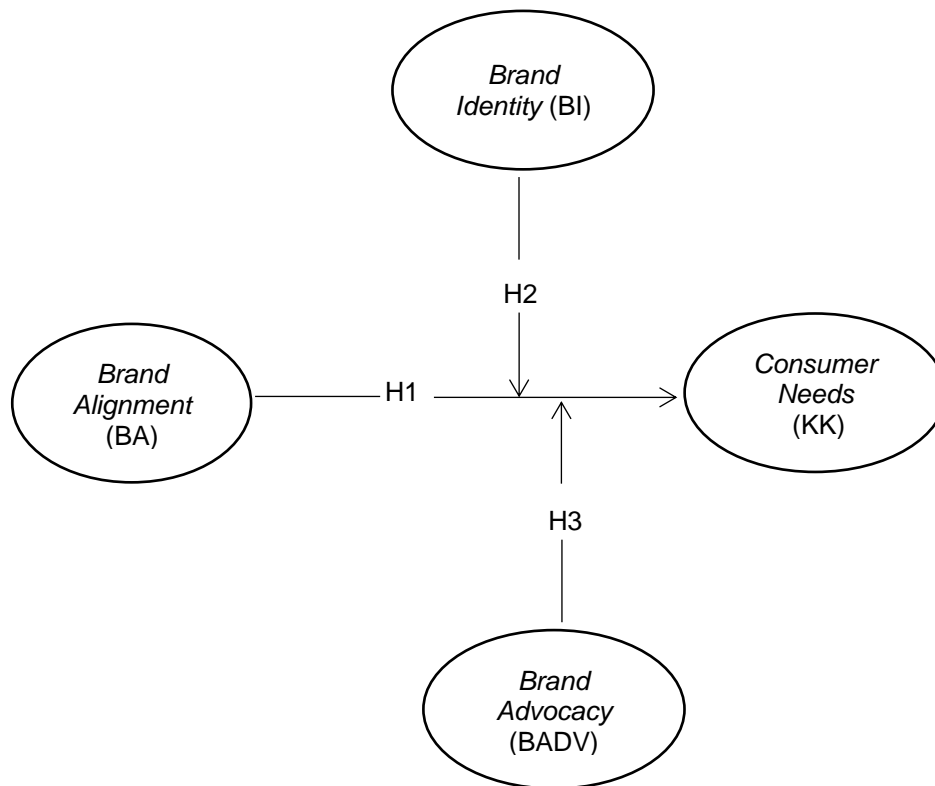 Brand
Identity (BI)
H2
Brand
Alignment
(BA)
H1
Consumer
Needs
(KK)
H3
Brand
Advocacy
(BADV)